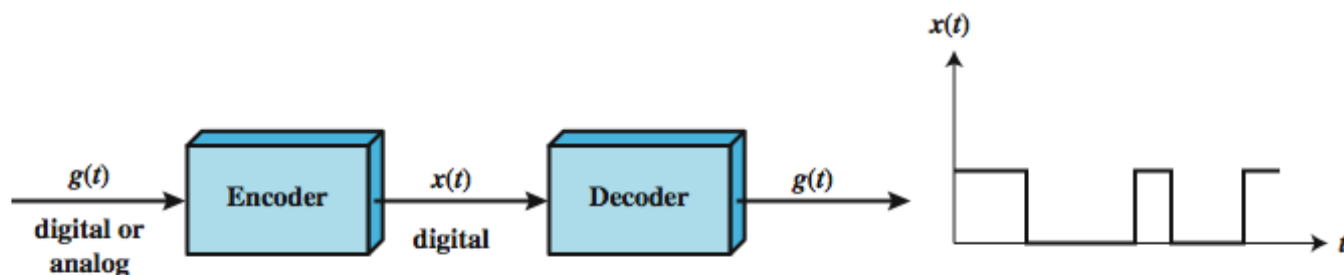 g(t)
digital or
analog
Encoder
x(t)
digital
Decoder
g(t)
x(t)
t